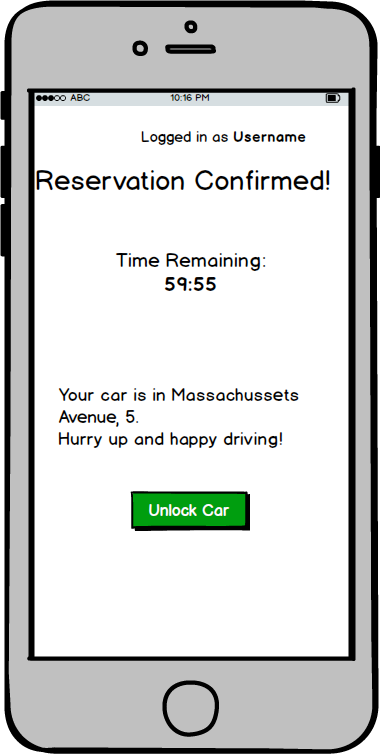 ABC 10:16 PM
Logged in as Username
Reservation Confirmed!
Time Remaining:
59:55
Your car is in Massachussets
Avenue, 5.
Hurry up and happy driving!
Unlock Car